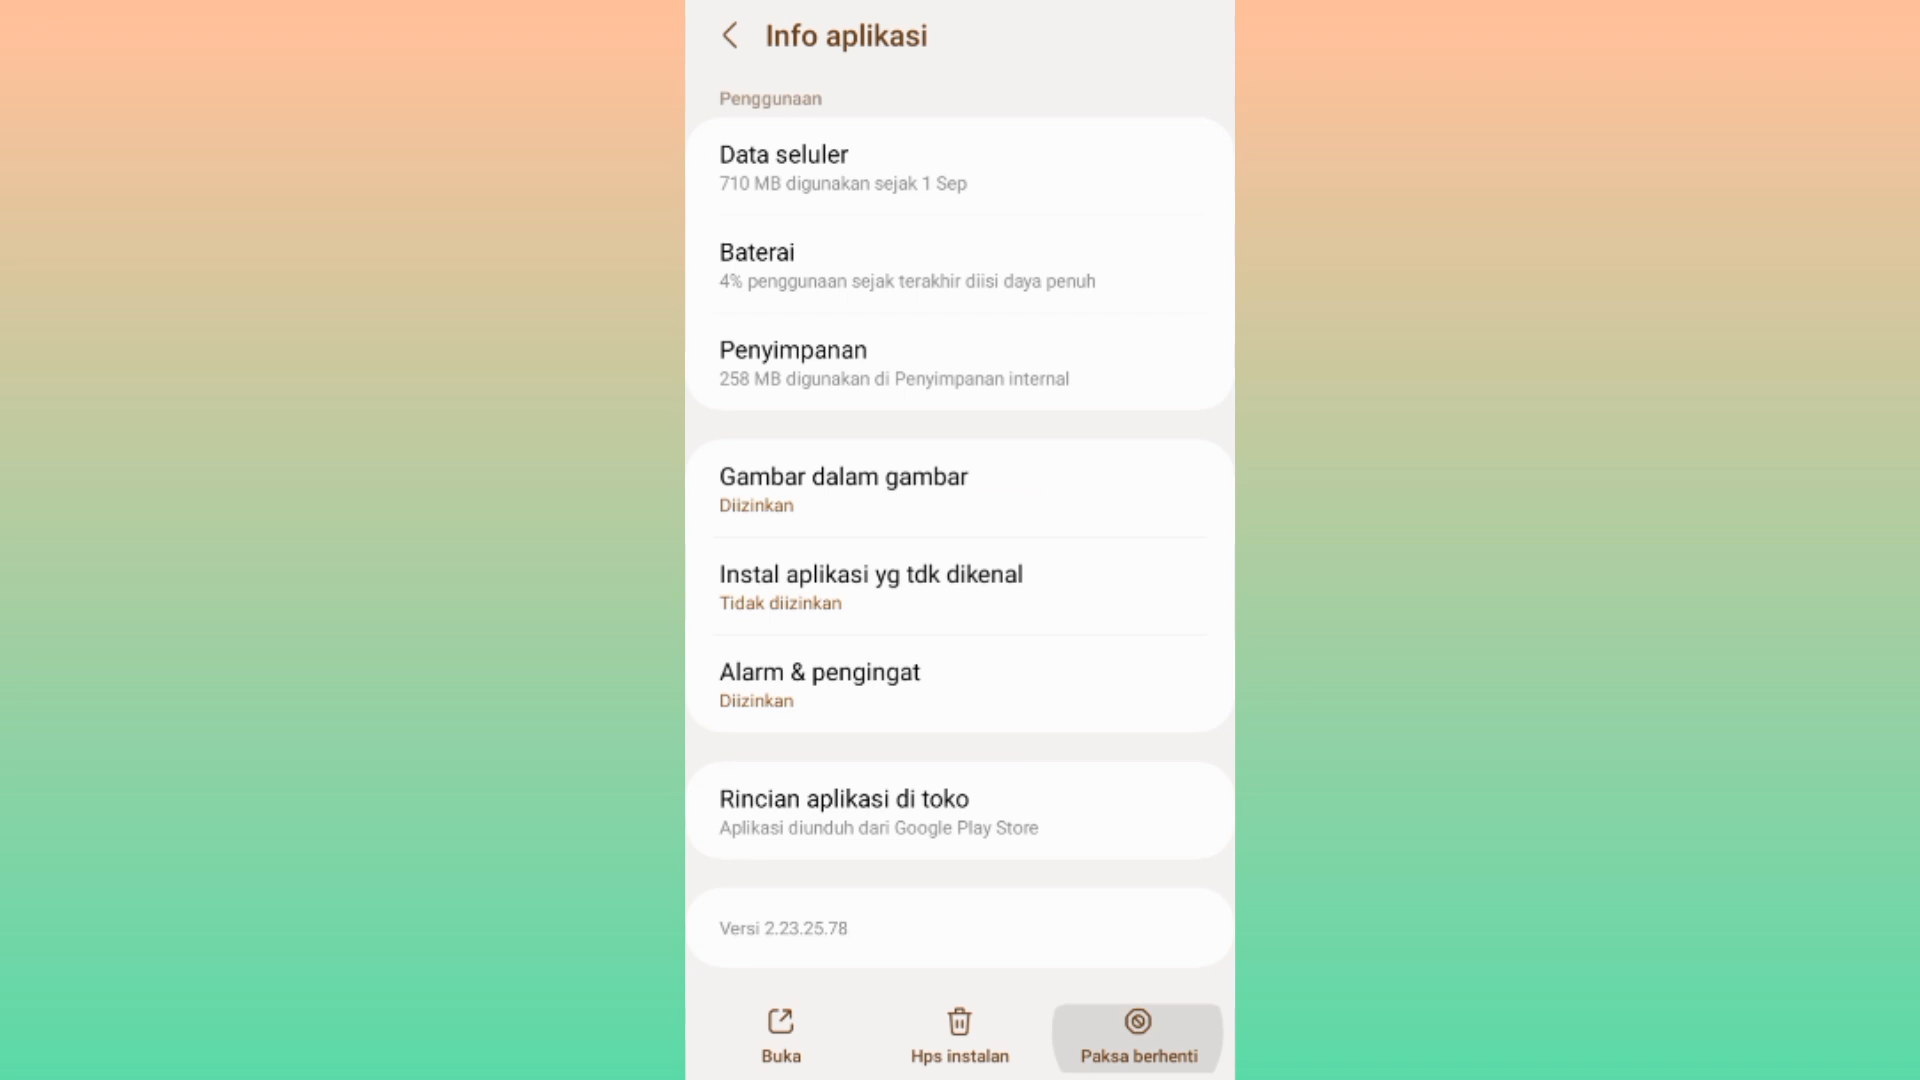 Info aplikasi
Penggunaan
Data seluler
710 MB digunakan sejak 1 Sep
Baterai
4% penggunaan sejak terakhir diisi daya penuh
Penyimpanan
258 MB digunakan di Penyimpanan internal
Gambar dalam gambar
Diizinkan
Instal aplikasi yg tdk dikenal
Tidak diizinkan
Alarm & pengingat
Diizinkan
Rincian aplikasi di toko
Aplikasi diunduh dari Google Play Store
Versi 2.23.25.78
Buka
Hps instalan
Paksa berhenti